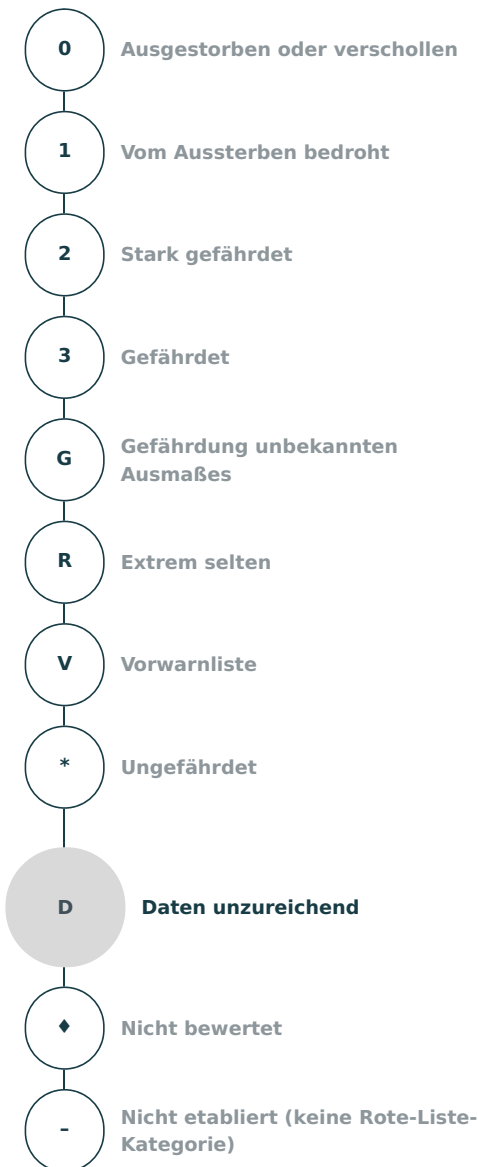 0 Ausgestorben oder verschollen
1 Vom Aussterben bedroht
2 Stark gefährdet
3 Gefährdet
G Gefährdung unbekannten
Ausmaßes
R Extrem selten
V Vorwarnliste
* Ungefährdet
D Daten unzureichend
♦ Nicht bewertet
– Nicht etabliert (keine Rote-Liste-
Kategorie)